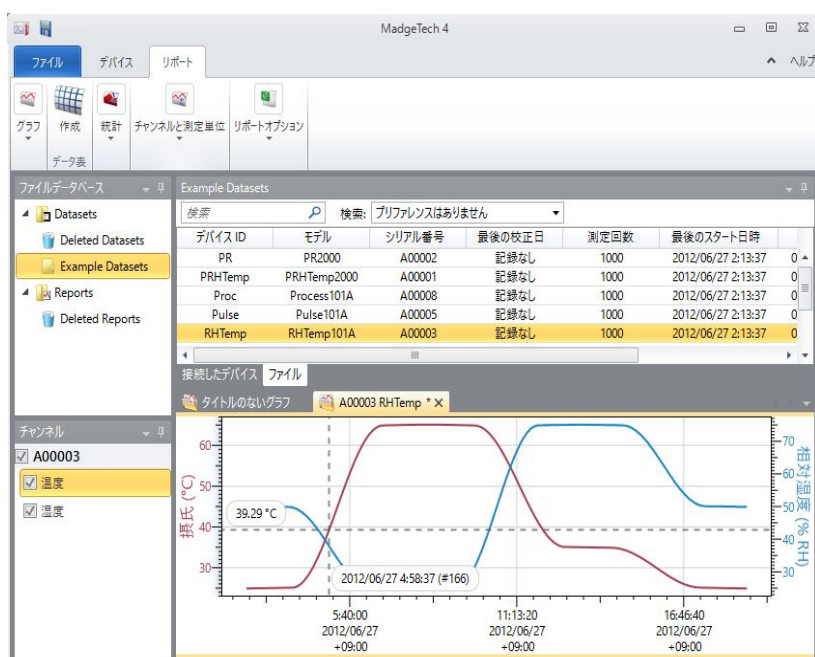 MadgeTech 4
ファイル デバイス リポート ヘルプ
グラフ 作成 統計 チャンネルと測定単位 リポートオプション
データ表
ファイルデータベース
Datasets
Deleted Datasets
Example Datasets
Reports
Deleted Reports
Example Datasets
検索 検索: プリファレンスはありません
デバイス ID モデル シリアル番号 最後の校正日 測定回数 最後のスタート日時
PR PR2000 A00002 記録なし 1000 2012/06/27 2:13:37 0
PRHTemp PRHTemp2000 A00001 記録なし 1000 2012/06/27 2:13:37 0
Proc Process101A A00008 記録なし 1000 2012/06/27 2:13:37 0
Pulse Pulse101A A00005 記録なし 1000 2012/06/27 2:13:37 0
RHTemp RHTemp101A A00003 記録なし 1000 2012/06/27 2:13:37 0
接続したデバイス ファイル
タイトルのないグラフ A00003 RHTemp *
チャンネル
A00003
温度
湿度
摂氏 (°C)
60
50
40
30
39.29 °C
2012/06/27 4:58:37 (#166)
70
60
50
40
30
相対湿度 (% RH)
5:40:00 11:13:20 16:46:40
2012/06/27 2012/06/27 2012/06/27
+09:00 +09:00 +09:00